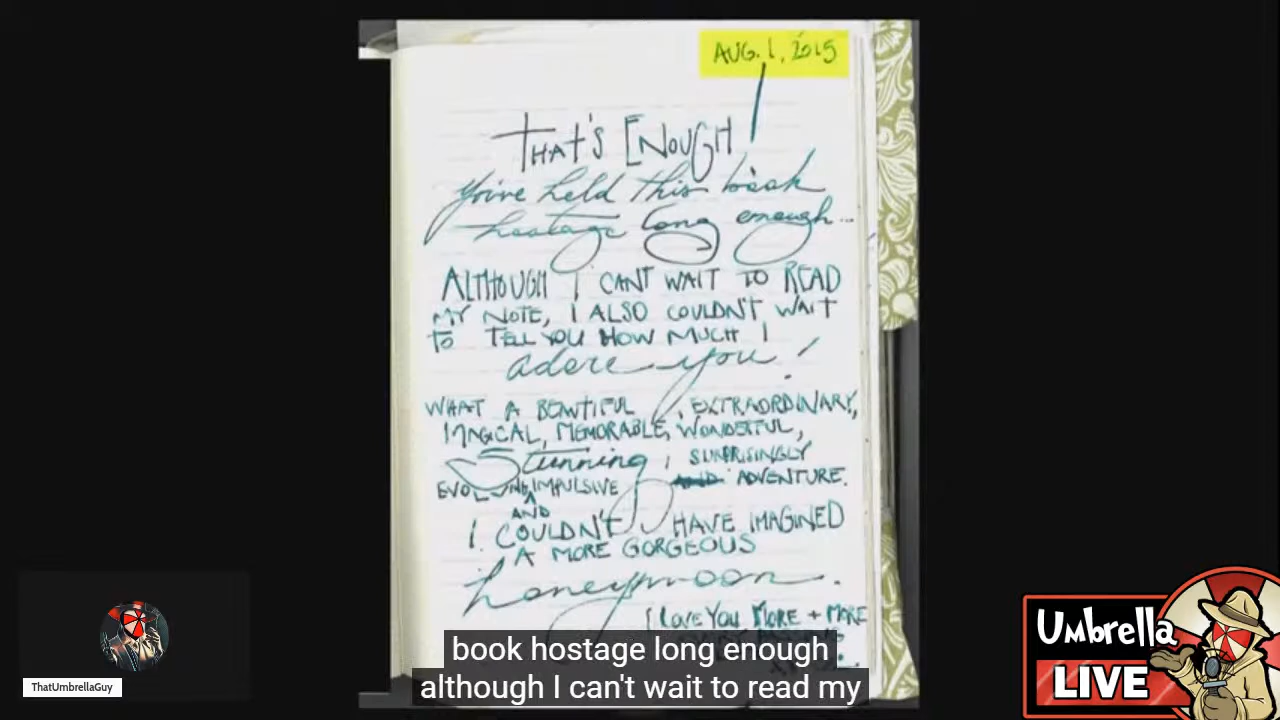 AUG. 1, 2015
THAT'S ENOUGH
You've held this book
hostage long enough...
ALTHOUGH I CAN'T WAIT TO READ
MY NOTE, I ALSO COULDN'T WAIT
TO TELL YOU HOW MUCH I
adore you!
WHAT A BEWTIFUL, EXTRAORDINARY,
MAGICAL, MEMORABLE, WONDERFUL,
Stunning, SURPRISINGLY
EVOLVING IMPULSIVE ADVENTURE.
AND
I COULDN'T HAVE IMAGINED
A MORE GORGEOUS
honeymoon.
I LOVE YOU MORE + MORE
book hostage long enough
although I can't wait to read my
ThatUmbrellaGuy
Umbrella
LIVE